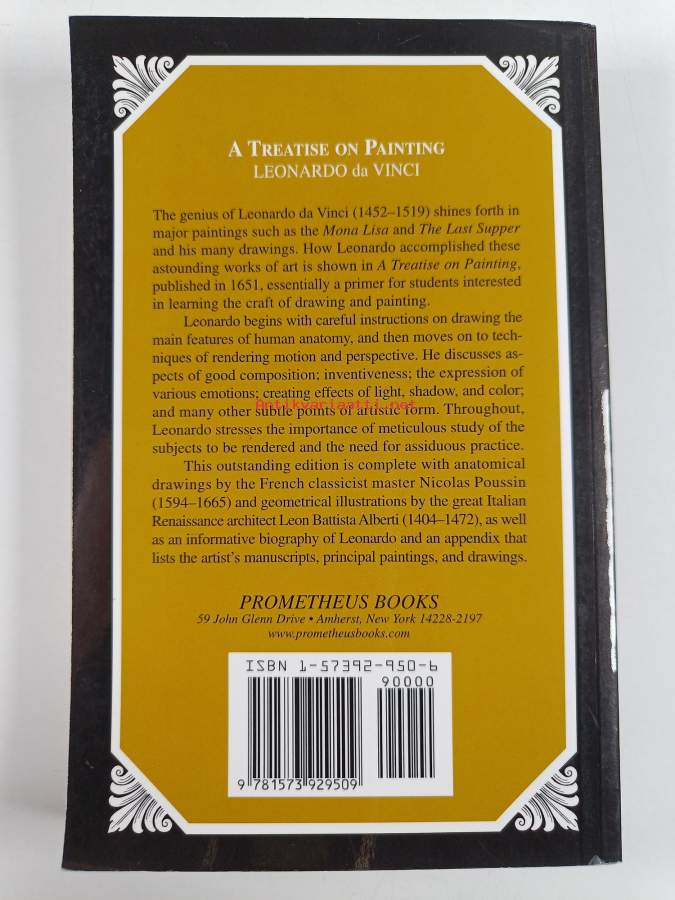 A TREATISE ON PAINTING
LEONARDO da VINCI
The genius of Leonardo da Vinci (1452–1519) shines forth in
major paintings such as the Mona Lisa and The Last Supper
and his many drawings. How Leonardo accomplished these
astounding works of art is shown in A Treatise on Painting,
published in 1651, essentially a primer for students interested
in learning the craft of drawing and painting.
Leonardo begins with careful instructions on drawing the
main features of human anatomy, and then moves on to tech-
niques of rendering motion and perspective. He discusses as-
pects of good composition; inventiveness; the expression of
various emotions; creating effects of light, shadow, and color;
and many other subtle points of artistic form. Throughout,
Antikvariaatti.net
Leonardo stresses the importance of meticulous study of the
subjects to be rendered and the need for assiduous practice.
This outstanding edition is complete with anatomical
drawings by the French classicist master Nicolas Poussin
(1594–1665) and geometrical illustrations by the great Italian
Renaissance architect Leon Battista Alberti (1404–1472), as well
as an informative biography of Leonardo and an appendix that
lists the artist's manuscripts, principal paintings, and drawings.
PROMETHEUS BOOKS
59 John Glenn Drive • Amherst, New York 14228-2197
www.prometheusbooks.com
ISBN 1-57392-950-6
90000
9 781573 929509